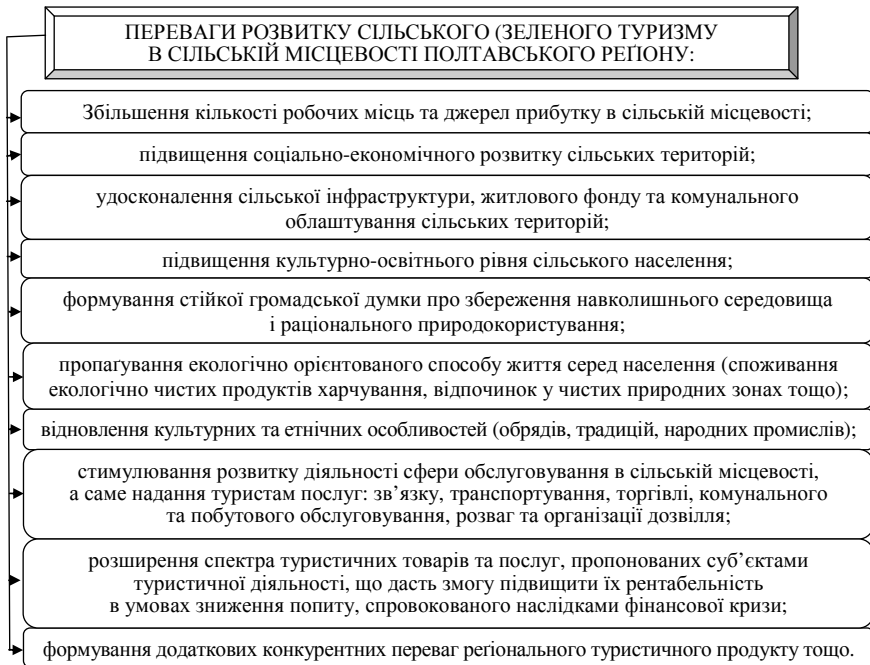 ПЕРЕВАГИ РОЗВИТКУ СІЛЬСЬКОГО (ЗЕЛЕНОГО ТУРИЗМУ
В СІЛЬСЬКІЙ МІСЦЕВОСТІ ПОЛТАВСЬКОГО РЕҐІОНУ:
Збільшення кількості робочих місць та джерел прибутку в сільській місцевості;
підвищення соціально-економічного розвитку сільських територій;
удосконалення сільської інфраструктури, житлового фонду та комунального
облаштування сільських територій;
підвищення культурно-освітнього рівня сільського населення;
формування стійкої громадської думки про збереження навколишнього середовища
і раціонального природокористування;
пропаґування екологічно орієнтованого способу життя серед населення (споживання
екологічно чистих продуктів харчування, відпочинок у чистих природних зонах тощо);
відновлення культурних та етнічних особливостей (обрядів, традицій, народних промислів);
стимулювання розвитку діяльності сфери обслуговування в сільській місцевості,
а саме надання туристам послуг: зв’язку, транспортування, торгівлі, комунального
та побутового обслуговування, розваг та організації дозвілля;
розширення спектра туристичних товарів та послуг, пропонованих суб’єктами
туристичної діяльності, що дасть змогу підвищити їх рентабельність
в умовах зниження попиту, спровокованого наслідками фінансової кризи;
формування додаткових конкурентних переваг реґіонального туристичного продукту тощо.